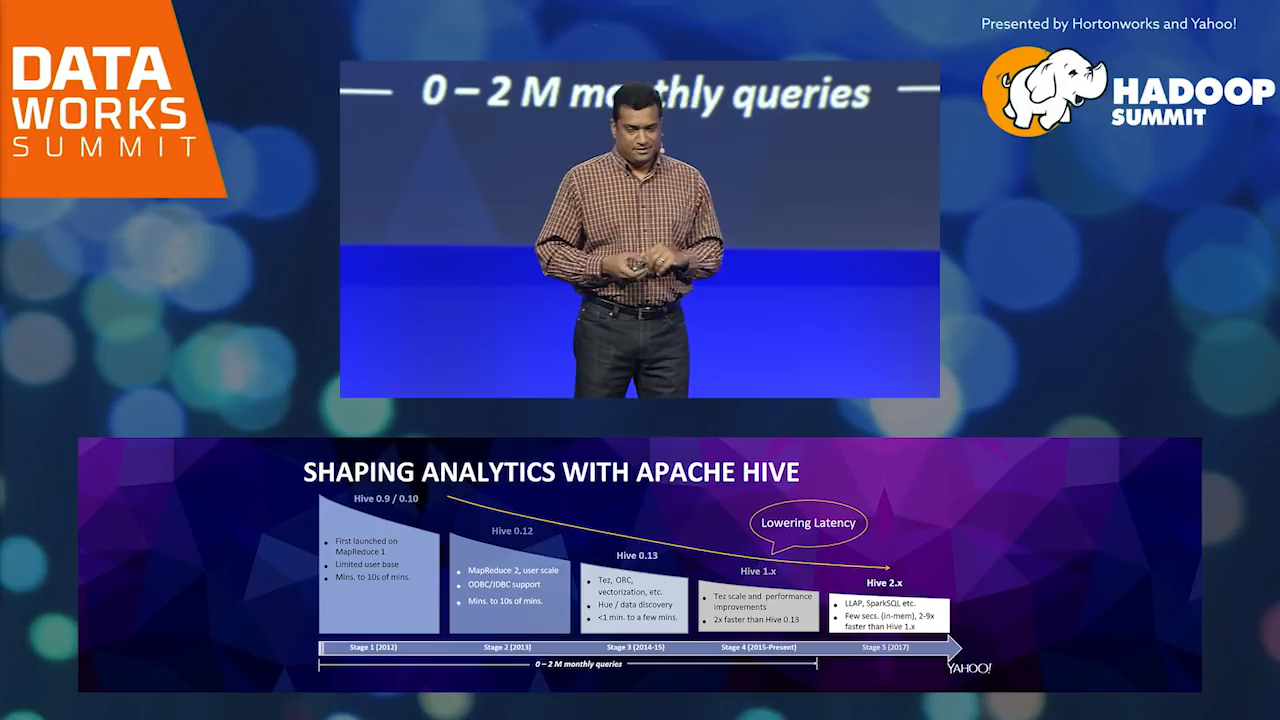 DATA
WORKS
SUMMIT
Presented by Hortonworks and Yahoo!
HADOOP
SUMMIT
0 – 2 M monthly queries
SHAPING ANALYTICS WITH APACHE HIVE
Hive 0.9 / 0.10
• First launched on
MapReduce 1
• Limited user base
• Mins. to 10s of mins.
Hive 0.12
• MapReduce 2, user scale
• ODBC/JDBC support
• Mins. to 10s of mins.
Hive 0.13
• Tez, ORC,
vectorization, etc.
• Hue / data discovery
• <1 min. to a few mins.
Lowering Latency
Hive 1.x
• Tez scale and performance
improvements
• 2x faster than Hive 0.13
Hive 2.x
• LLAP, SparkSQL etc.
• Few secs. (in-mem), 2-9x
faster than Hive 1.x
Stage 1 (2012)
Stage 2 (2013)
Stage 3 (2014-15)
Stage 4 (2015-Present)
Stage 5 (2017)
0 – 2 M monthly queries
YAHOO!